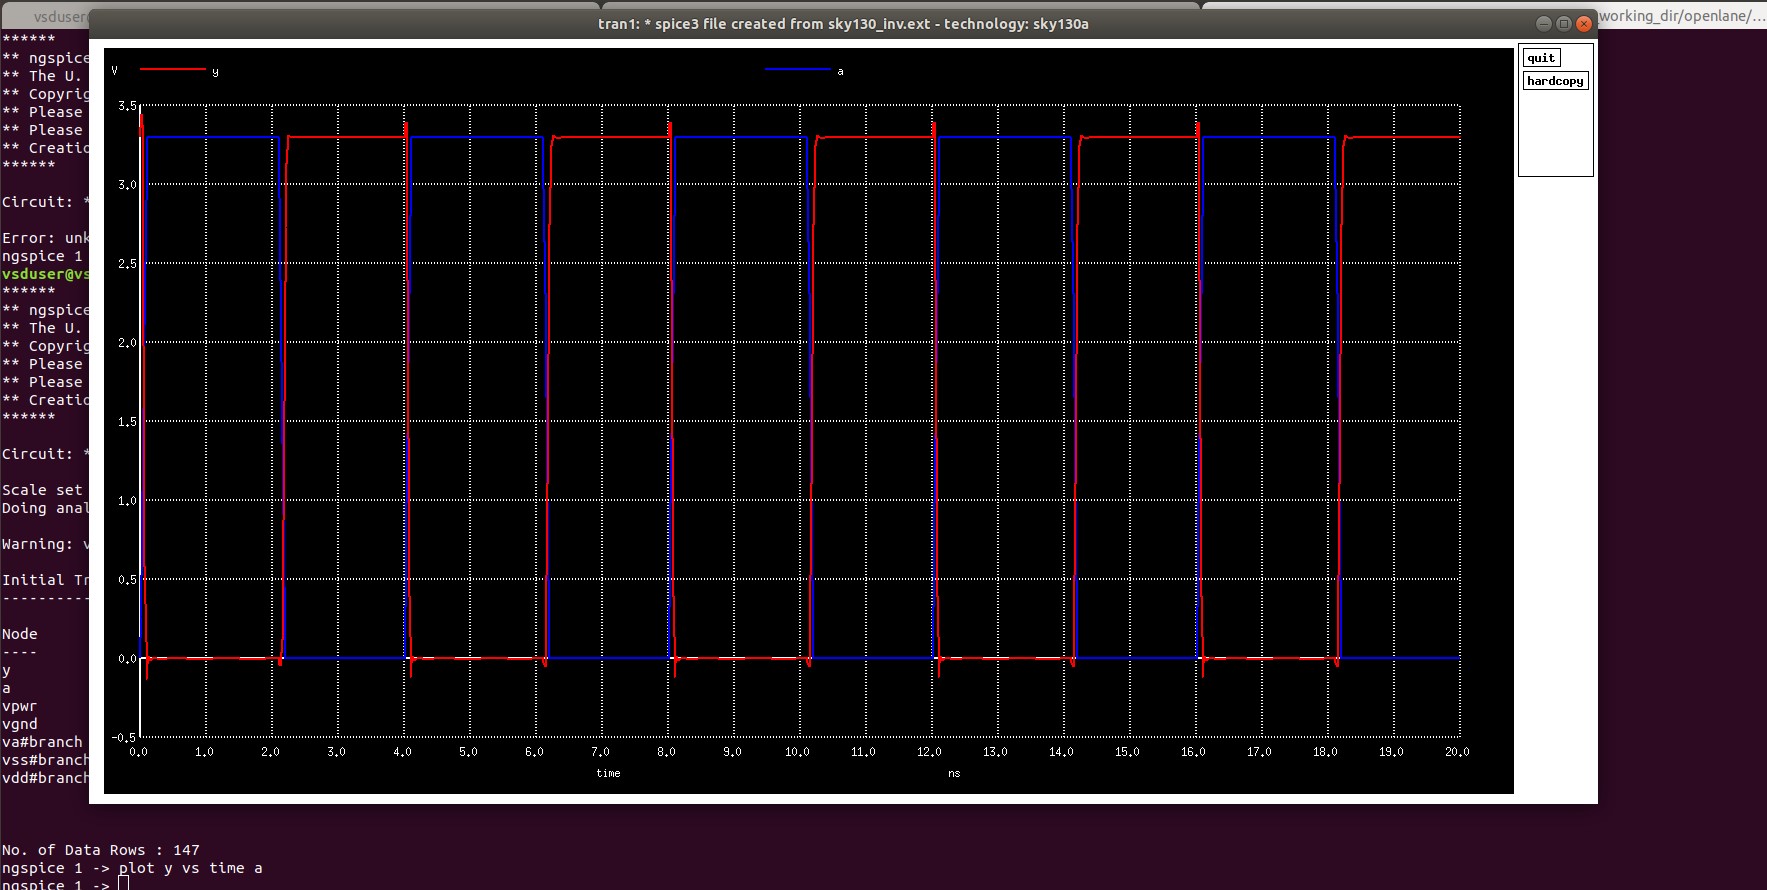 vsduser
tran1: * spice3 file created from sky130_inv.ext - technology: sky130a
working_dir/openlane/...
quit
hardcopy
V y a
3.5
3.0
2.5
2.0
1.5
1.0
0.5
0.0
-0.5
0.0 1.0 2.0 3.0 4.0 5.0 6.0 7.0 8.0 9.0 10.0 11.0 12.0 13.0 14.0 15.0 16.0 17.0 18.0 19.0 20.0
time ns
******
** ngspice
** The U.
** Copyrig
** Please
** Please
** Creatio
******
Circuit: *
Error: unk
ngspice 1
vsduser@vs
******
** ngspice
** The U.
** Copyrig
** Please
** Please
** Creatio
******
Circuit: *
Scale set
Doing anal
Warning: v
Initial Tr
----------
Node
----
y
a
vpwr
vgnd
va#branch
vss#branch
vdd#branch
No. of Data Rows : 147
ngspice 1 -> plot y vs time a
ngspice 1 ->